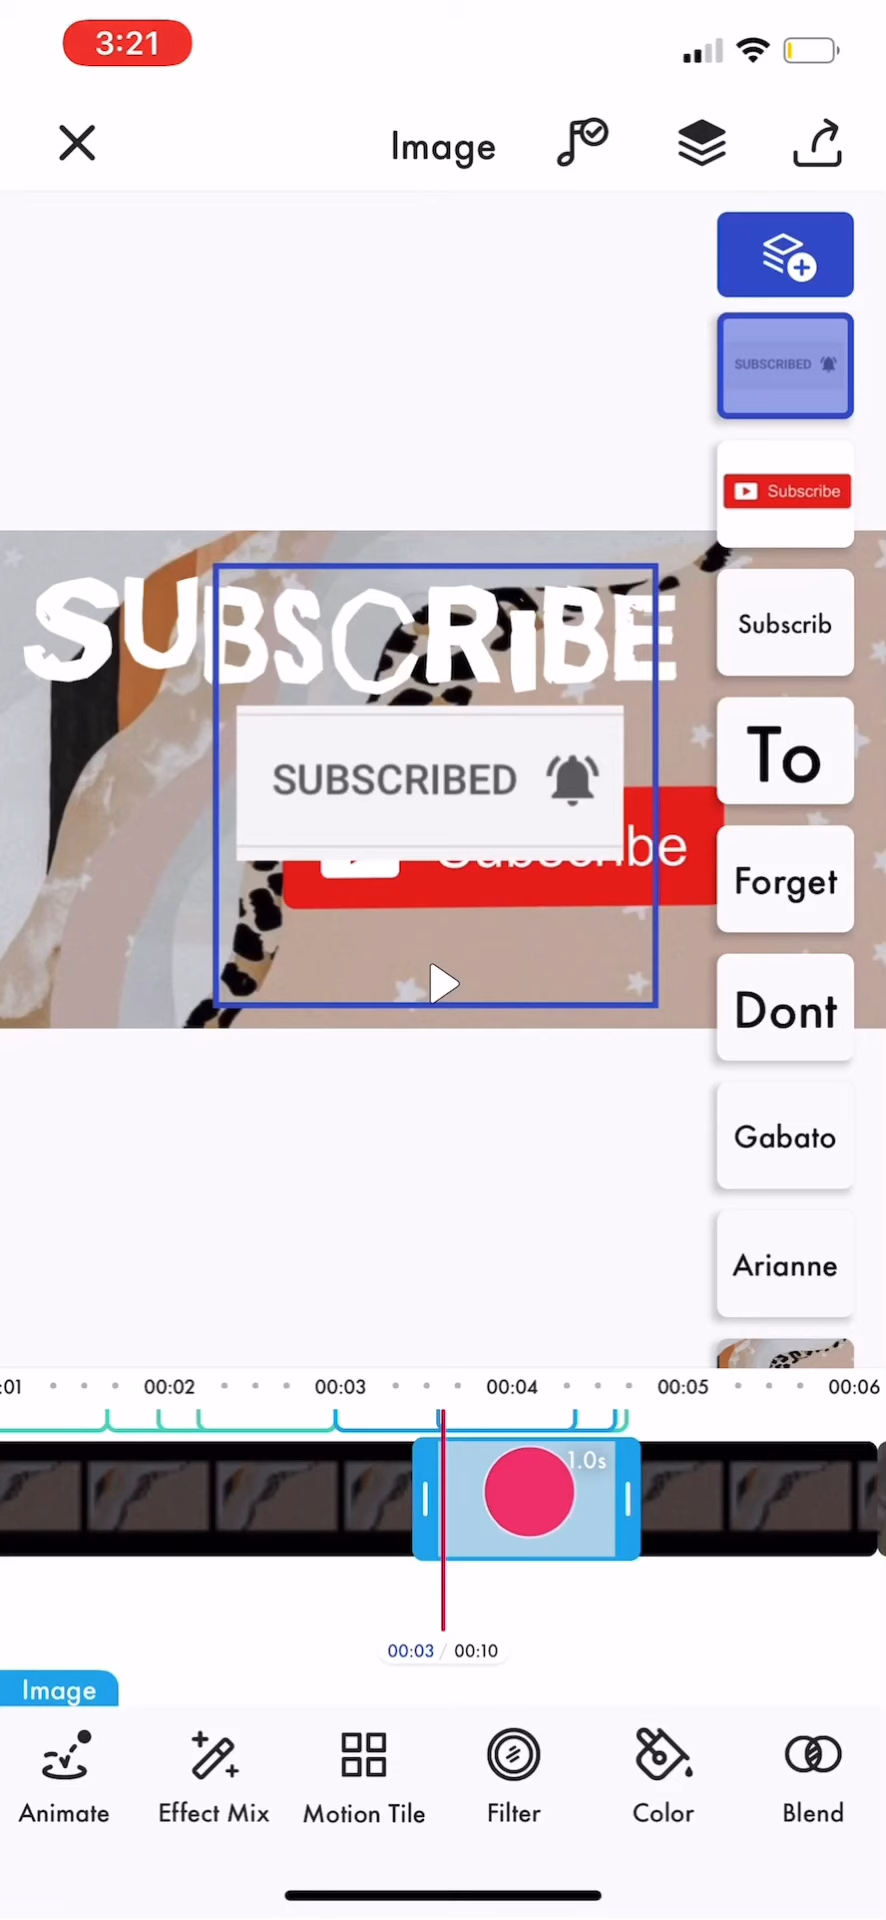 3:21
Image
SUBSCRIBED
Subscribe
SUBSCRIBE
Subscrib
To
SUBSCRIBED
Subscribe
Forget
Dont
Gabato
Arianne
:01 00:02 00:03 00:04 00:05 00:06
1.0s
00:03 / 00:10
Image
Animate Effect Mix Motion Tile Filter Color Blend